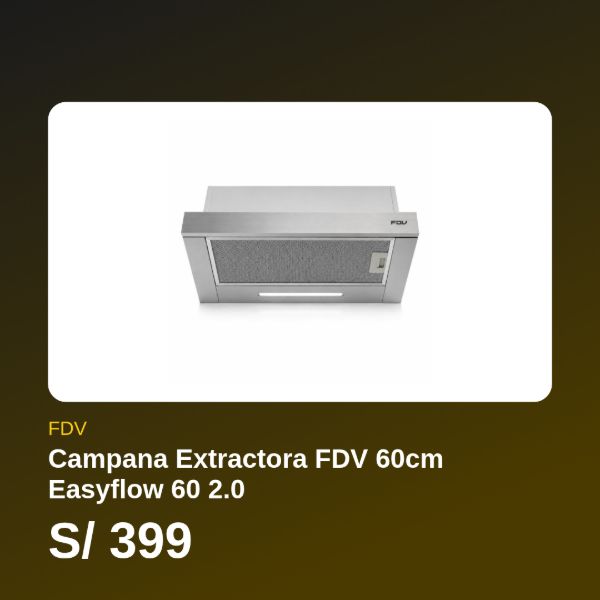 FDV
FDV
Campana Extractora FDV 60cm
Easyflow 60 2.0
S/ 399